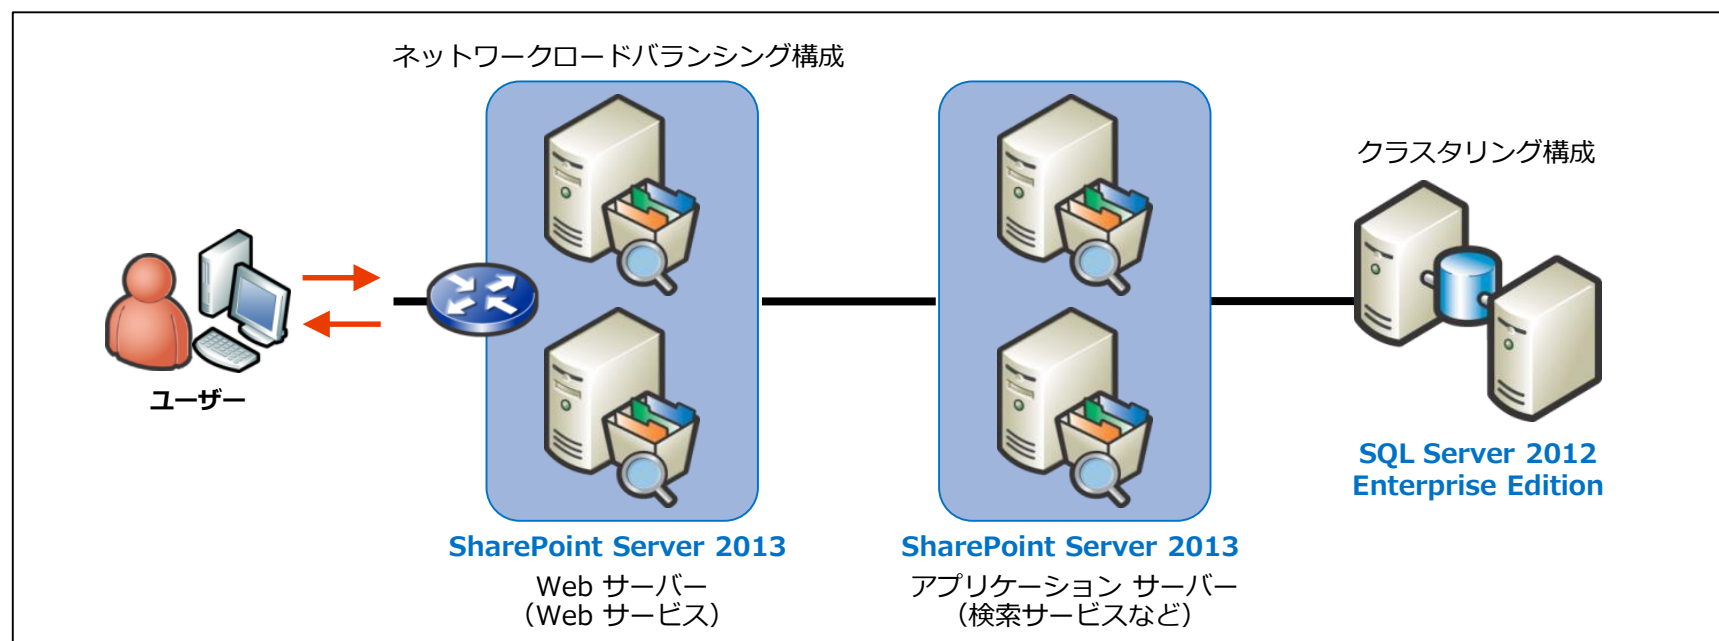 ネットワークロードバランシング構成
クラスタリング構成
ユーザー
SQL Server 2012
Enterprise Edition
SharePoint Server 2013
Web サーバー
（Web サービス）
SharePoint Server 2013
アプリケーション サーバー
（検索サービスなど）